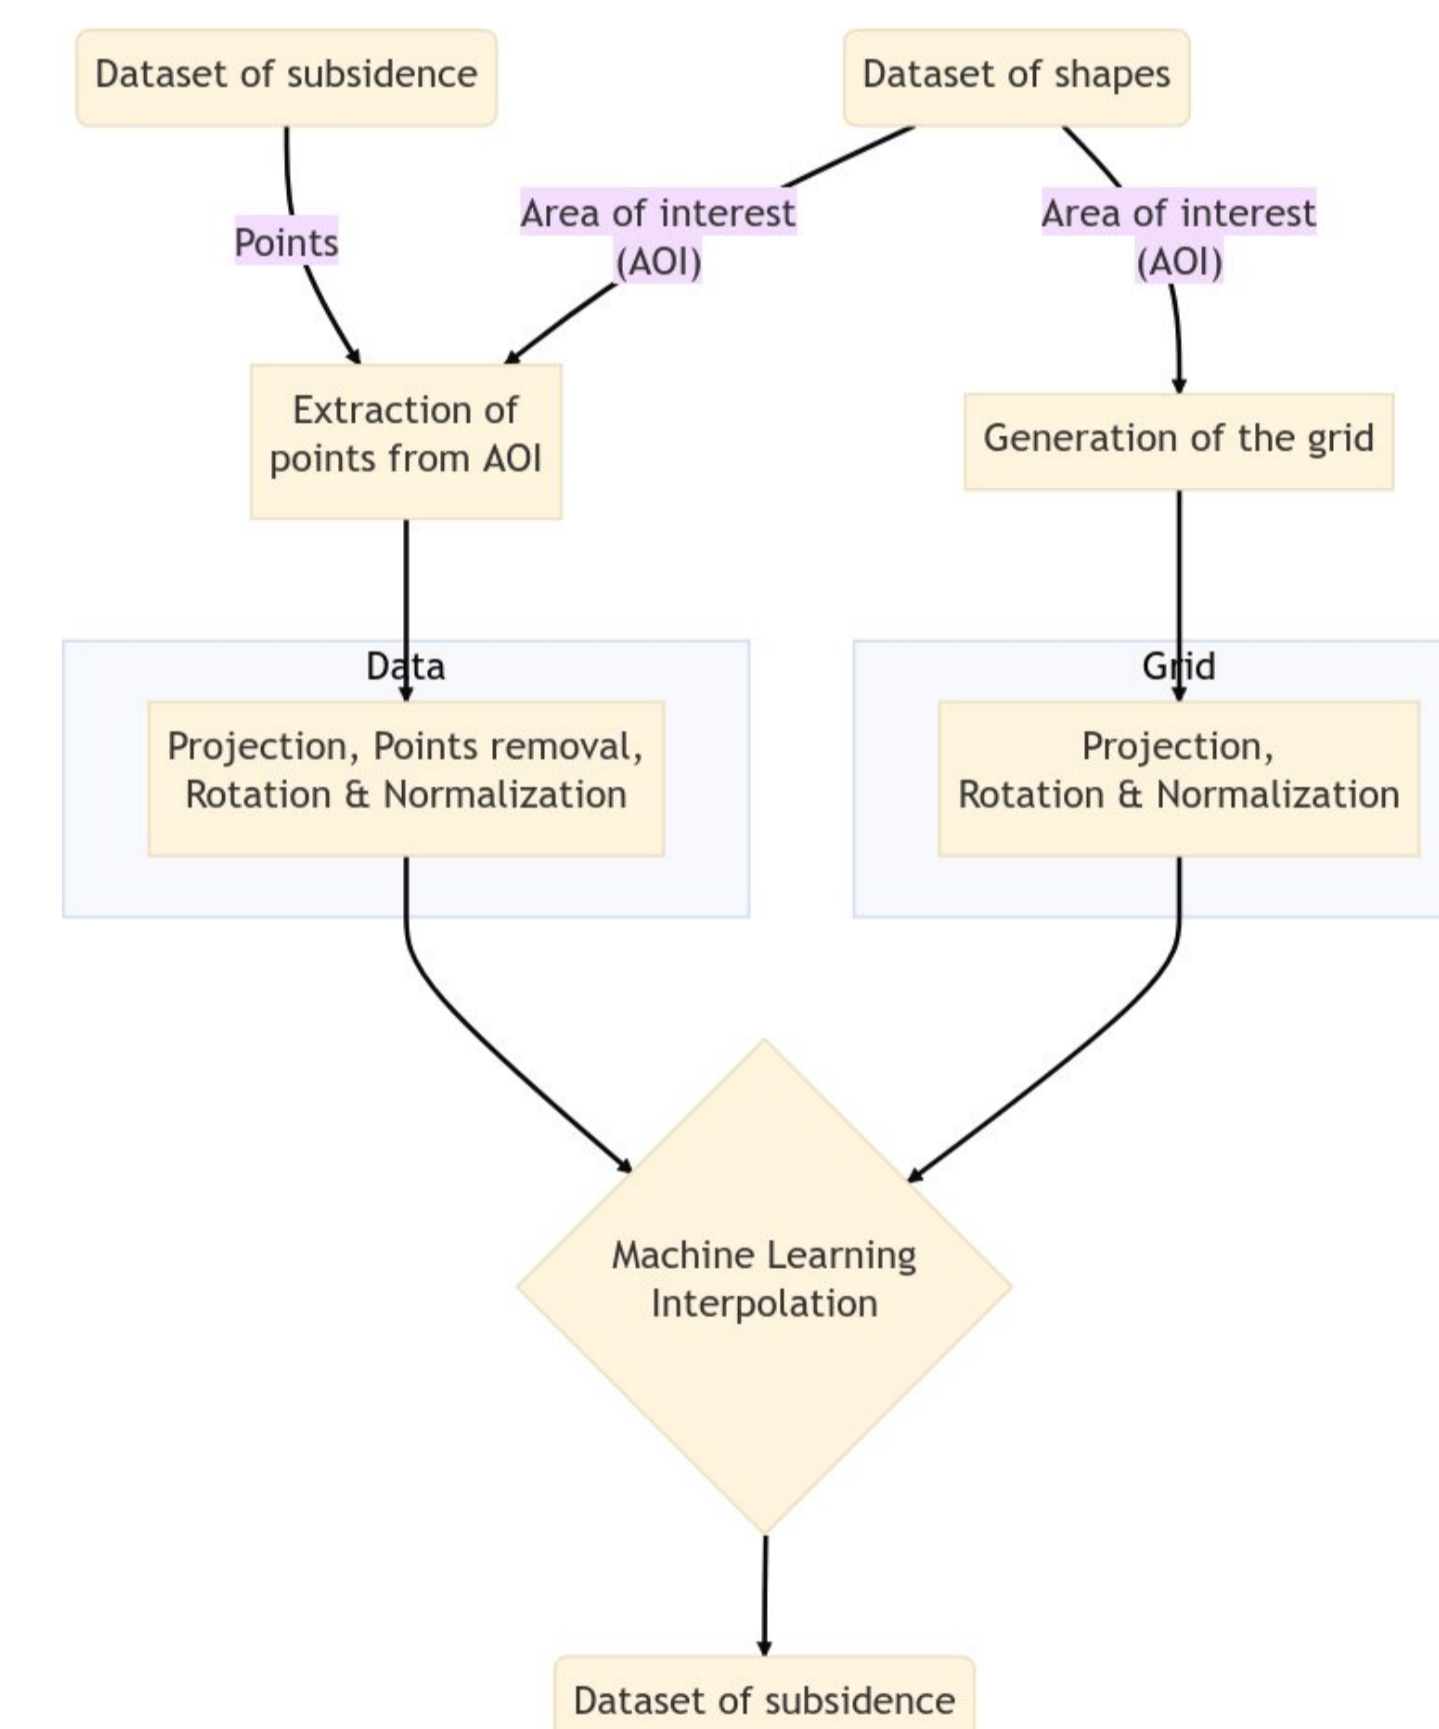 Dataset of subsidence
Dataset of shapes
Points
Area of interest
(AOI)
Area of interest
(AOI)
Extraction of
points from AOI
Generation of the grid
Data
Projection, Points removal,
Rotation & Normalization
Grid
Projection,
Rotation & Normalization
Machine Learning
Interpolation
Dataset of subsidence